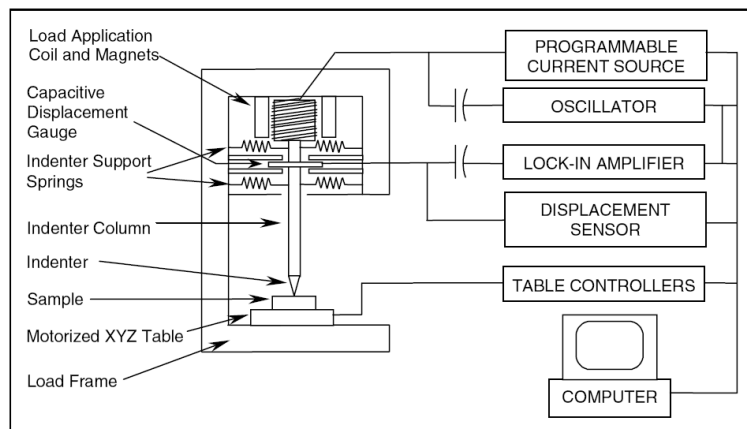 Load Application
Coil and Magnets
Capacitive
Displacement
Gauge
Indenter Support
Springs
Indenter Column
Indenter
Sample
Motorized XYZ Table
Load Frame
PROGRAMMABLE
CURRENT SOURCE
OSCILLATOR
LOCK-IN AMPLIFIER
DISPLACEMENT
SENSOR
TABLE CONTROLLERS
COMPUTER